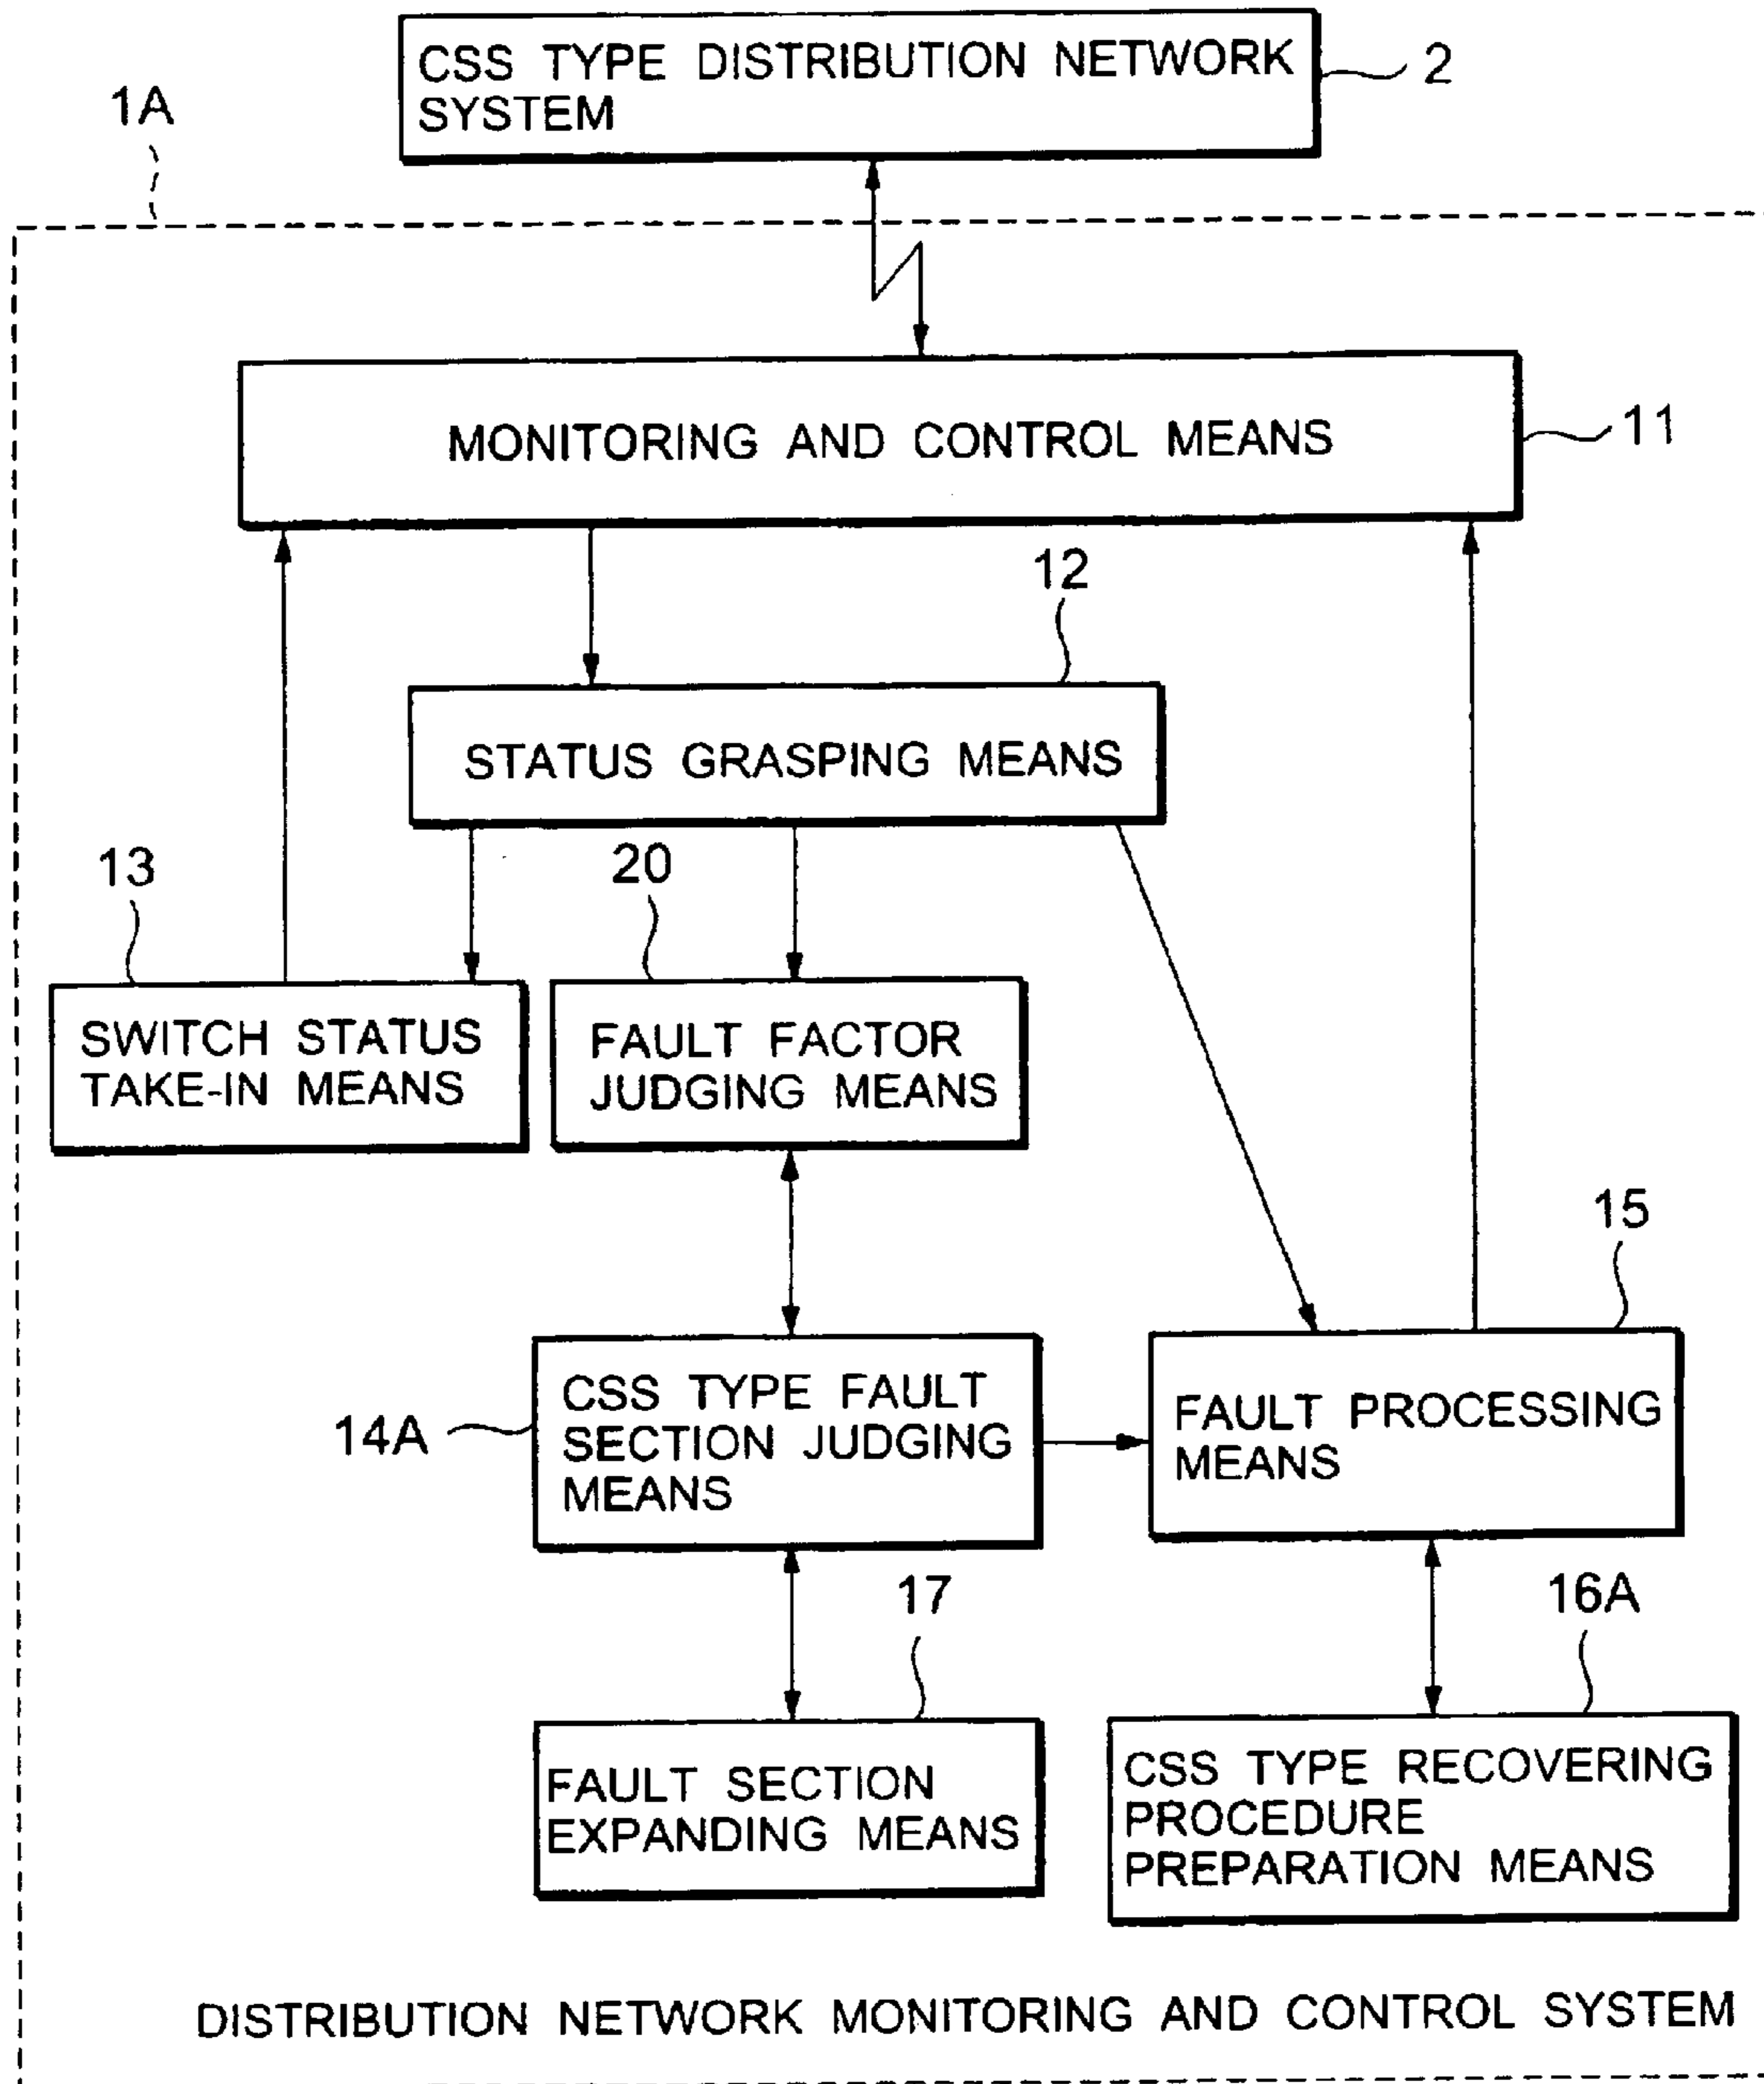 CSS TYPE DISTRIBUTION NETWORK
SYSTEM
2
1A
MONITORING AND CONTROL MEANS
11
12
STATUS GRASPING MEANS
13
20
SWITCH STATUS
TAKE-IN MEANS
FAULT FACTOR
JUDGING MEANS
15
14A
CSS TYPE FAULT
SECTION JUDGING
MEANS
FAULT PROCESSING
MEANS
17
16A
FAULT SECTION
EXPANDING MEANS
CSS TYPE RECOVERING
PROCEDURE
PREPARATION MEANS
DISTRIBUTION NETWORK MONITORING AND CONTROL SYSTEM